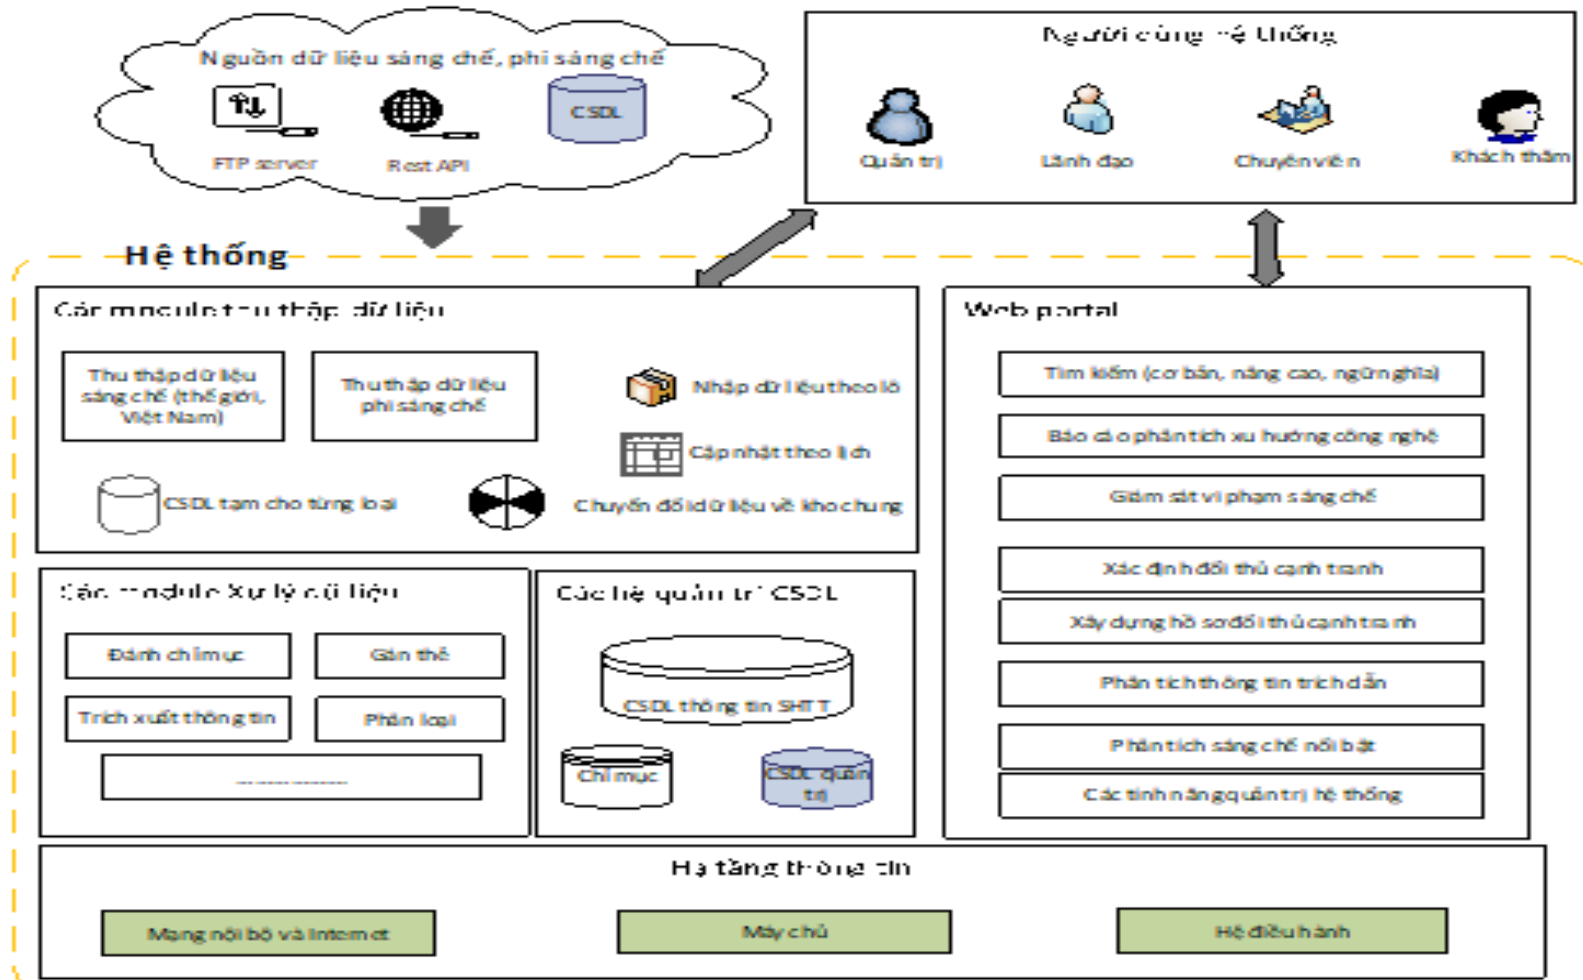 Nguồn dữ liệu sáng chế, phi sáng chế
CSDL
FTP server
Rest API
Người dùng hệ thống
Quản trị
Lãnh đạo
Chuyên viên
Khách thăm
Hệ thống
Các module thu thập dữ liệu
Thu thập dữ liệu
sáng chế (thế giới,
Việt Nam)
Thu thập dữ liệu
phi sáng chế
Nhập dữ liệu theo lô
Cập nhật theo lịch
CSDL tạm cho từng loại
Chuyển đổi dữ liệu về kho chung
Web portal
Tìm kiếm (cơ bản, nâng cao, ngữ nghĩa)
Báo cáo phân tích xu hướng công nghệ
Giám sát vi phạm sáng chế
Xác định đối thủ cạnh tranh
Xây dựng hồ sơ đối thủ cạnh tranh
Phân tích thông tin trích dẫn
Phân tích sáng chế nổi bật
Các tính năng quản trị hệ thống
Các module Xử lý dữ liệu
Đánh chỉ mục
Gán thẻ
Trích xuất thông tin
Phân loại
Các hệ quản trị CSDL
CSDL thông tin SHTT
Chỉ mục
CSDL quản
trị
Hạ tầng thông tin
Mạng nội bộ và Internet
Máy chủ
Hệ điều hành